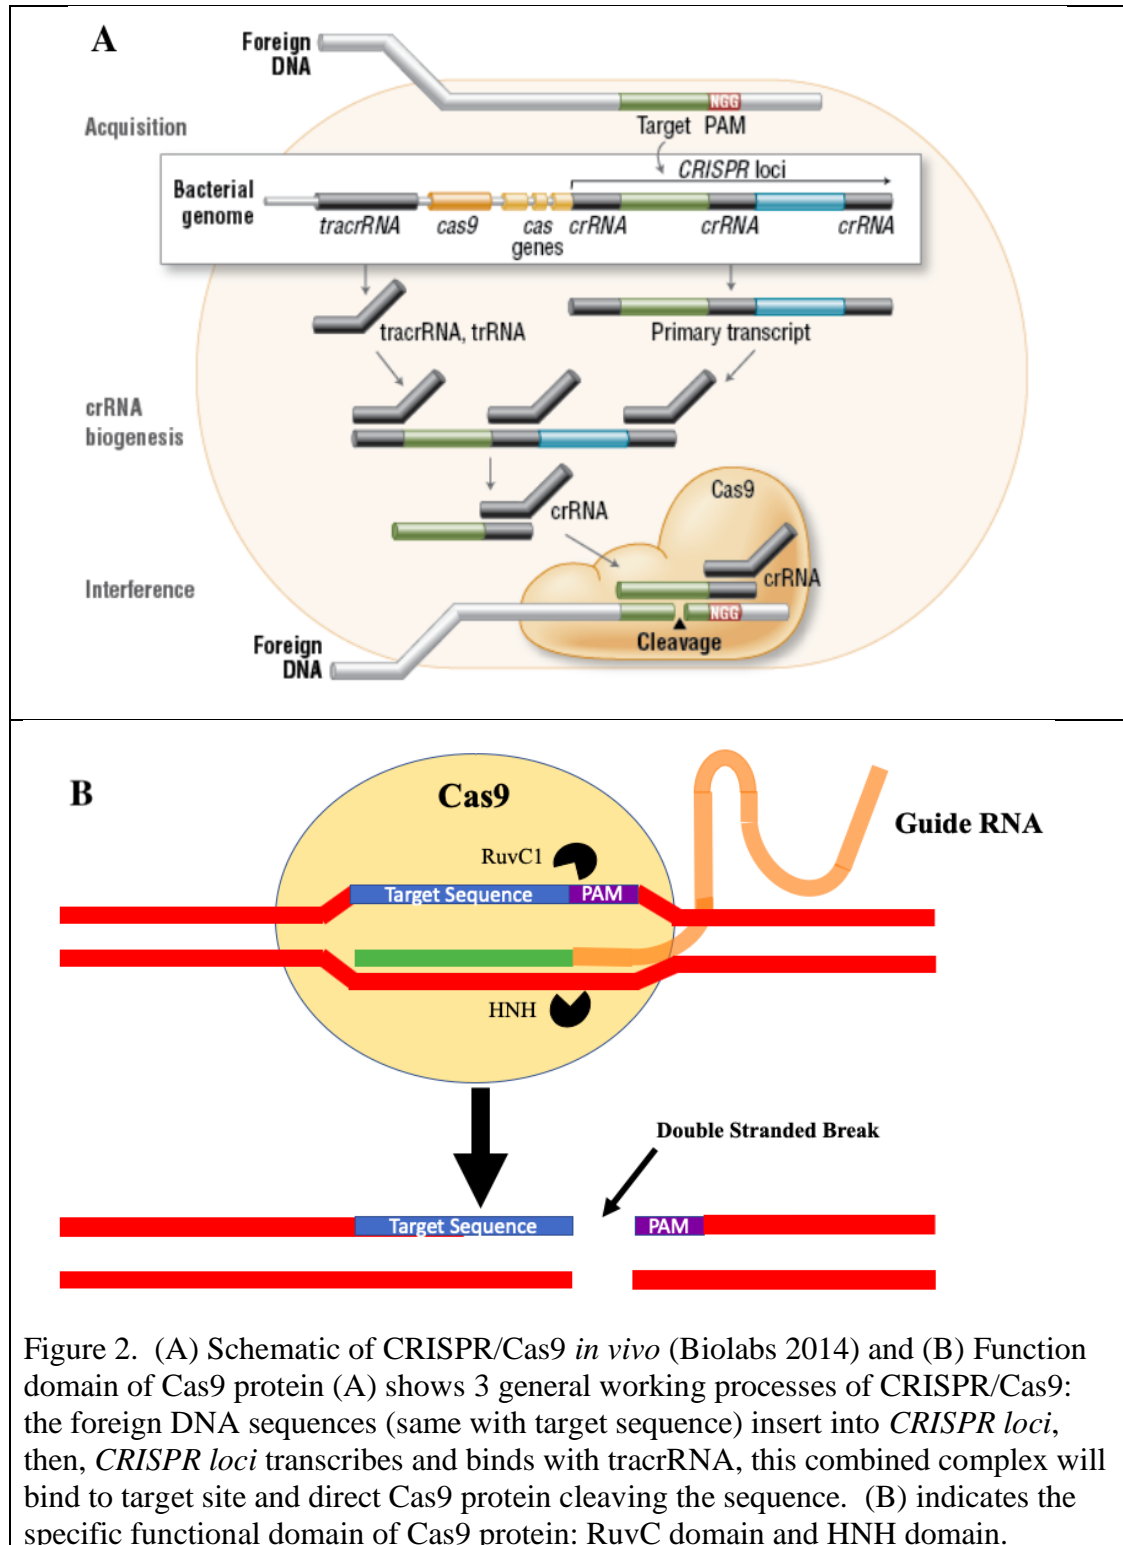 A
Foreign
DNA
NGG
Target PAM
Acquisition
CRISPR loci
Bacterial
genome
tracrRNA
cas9
cas
genes
crRNA
crRNA
crRNA
tracrRNA, trRNA
Primary transcript
crRNA
biogenesis
crRNA
Cas9
crRNA
Interference
NGG
Cleavage
Foreign
DNA
B
Cas9
Guide RNA
RuvC1
Target Sequence
PAM
HNH
Double Stranded Break
Target Sequence
PAM
Figure 2. (A) Schematic of CRISPR/Cas9 in vivo (Biolabs 2014) and (B) Function
domain of Cas9 protein (A) shows 3 general working processes of CRISPR/Cas9:
the foreign DNA sequences (same with target sequence) insert into CRISPR loci,
then, CRISPR loci transcribes and binds with tracrRNA, this combined complex will
bind to target site and direct Cas9 protein cleaving the sequence. (B) indicates the
specific functional domain of Cas9 protein: RuvC domain and HNH domain.